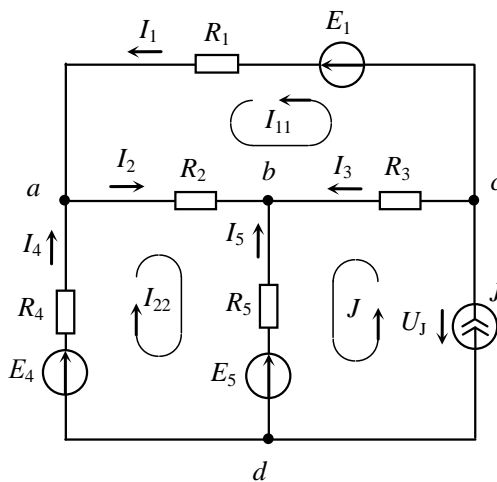 I1 R1 E1
I11
a I2 R2 b I3 R3 c
I4 I5
R4 I22 R5 J UJ J
E4 E5
d